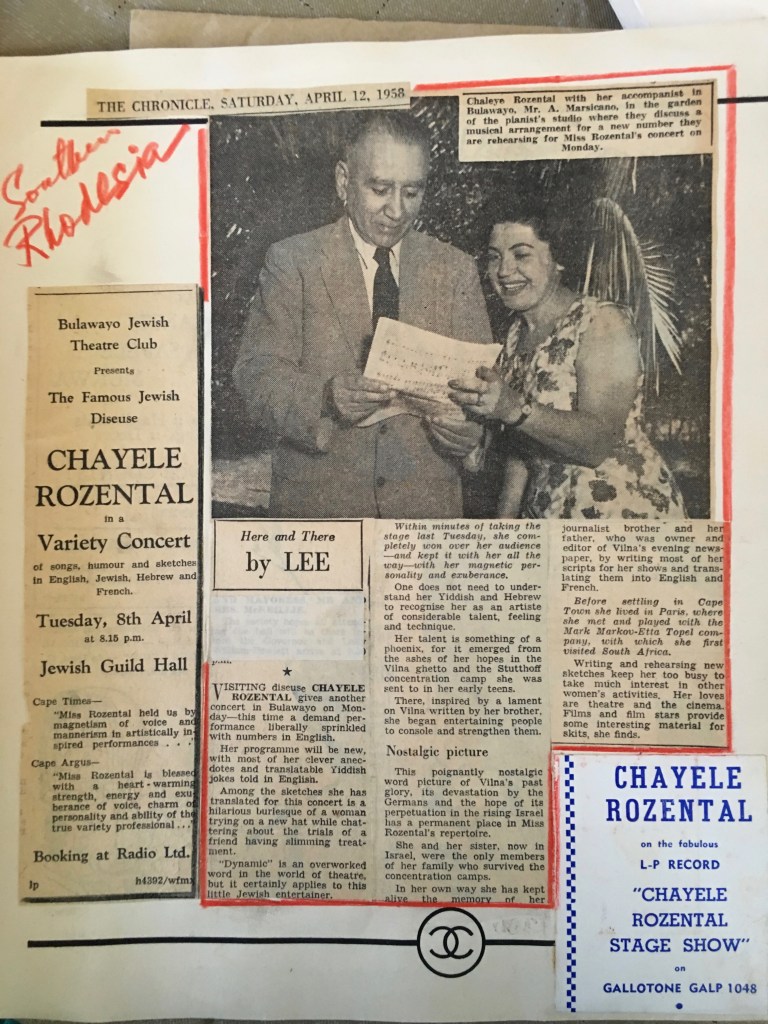 THE CHRONICLE, SATURDAY, APRIL 12, 1958
Chaleye Rozental with her accompanist in
Bulawayo, Mr. A. Marsicano, in the garden
of the pianist's studio where they discuss a
musical arrangement for a new number they
are rehearsing for Miss Rozental's concert on
Monday.
Southern
Rhodesia
Bulawayo Jewish
Theatre Club
Presents
The Famous Jewish
Diseuse
CHAYELE
ROZENTAL
in a
Variety Concert
of songs, humour and sketches
in English, Jewish, Hebrew and
French.
Tuesday, 8th April
at 8.15 p.m.
Jewish Guild Hall
Cape Times—
"Miss Rozental held us by
magnetism of voice and
mannerism in artistically in-
spired performances . . ."
Cape Argus—
"Miss Rozental is blessed
with a heart-warming
strength, energy and exu-
berance of voice, charm of
personality and ability of the
true variety professional . . ."
Booking at Radio Ltd.
lp h4392/wfmx
Here and There
by LEE
VISITING diseuse CHAYELE
ROZENTAL gives another
concert in Bulawayo on Mon-
day—this time a demand per-
formance liberally sprinkled
with numbers in English.
Her programme will be new,
with most of her clever anec-
dotes and translatable Yiddish
jokes told in English.
Among the sketches she has
translated for this concert is a
hilarious burlesque of a woman
trying on a new hat while chat-
tering about the trials of a
friend having slimming treat-
ment.
"Dynamic" is an overworked
word in the world of theatre,
but it certainly applies to this
little Jewish entertainer.
Within minutes of taking the
stage last Tuesday, she com-
pletely won over her audience
—and kept it with her all the
way—with her magnetic per-
sonality and exuberance.
One does not need to under-
stand her Yiddish and Hebrew
to recognise her as an artiste
of considerable talent, feeling
and technique.
Her talent is something of a
phoenix, for it emerged from
the ashes of her hopes in the
Vilna ghetto and the Stutthoff
concentration camp she was
sent to in her early teens.
There, inspired by a lament
on Vilna written by her brother,
she began entertaining people
to console and strengthen them.
Nostalgic picture
This poignantly nostalgic
word picture of Vilna's past
glory, its devastation by the
Germans and the hope of its
perpetuation in the rising Israel
has a permanent place in Miss
Rozental's repertoire.
She and her sister, now in
Israel, were the only members
of her family who survived the
concentration camps.
In her own way she has kept
alive the memory of her
journalist brother and her
father, who was owner and
editor of Vilna's evening news-
paper, by writing most of her
scripts for her shows and trans-
lating them into English and
French.
Before settling in Cape
Town she lived in Paris, where
she met and played with the
Mark Markov-Etta Topel com-
pany, with which she first
visited South Africa.
Writing and rehearsing new
sketches keep her too busy to
take much interest in other
women's activities. Her loves
are theatre and the cinema.
Films and film stars provide
some interesting material for
skits, she finds.
CHAYELE
ROZENTAL
on the fabulous
L-P RECORD
"CHAYELE
ROZENTAL
STAGE SHOW"
on
GALLOTONE GALP 1048